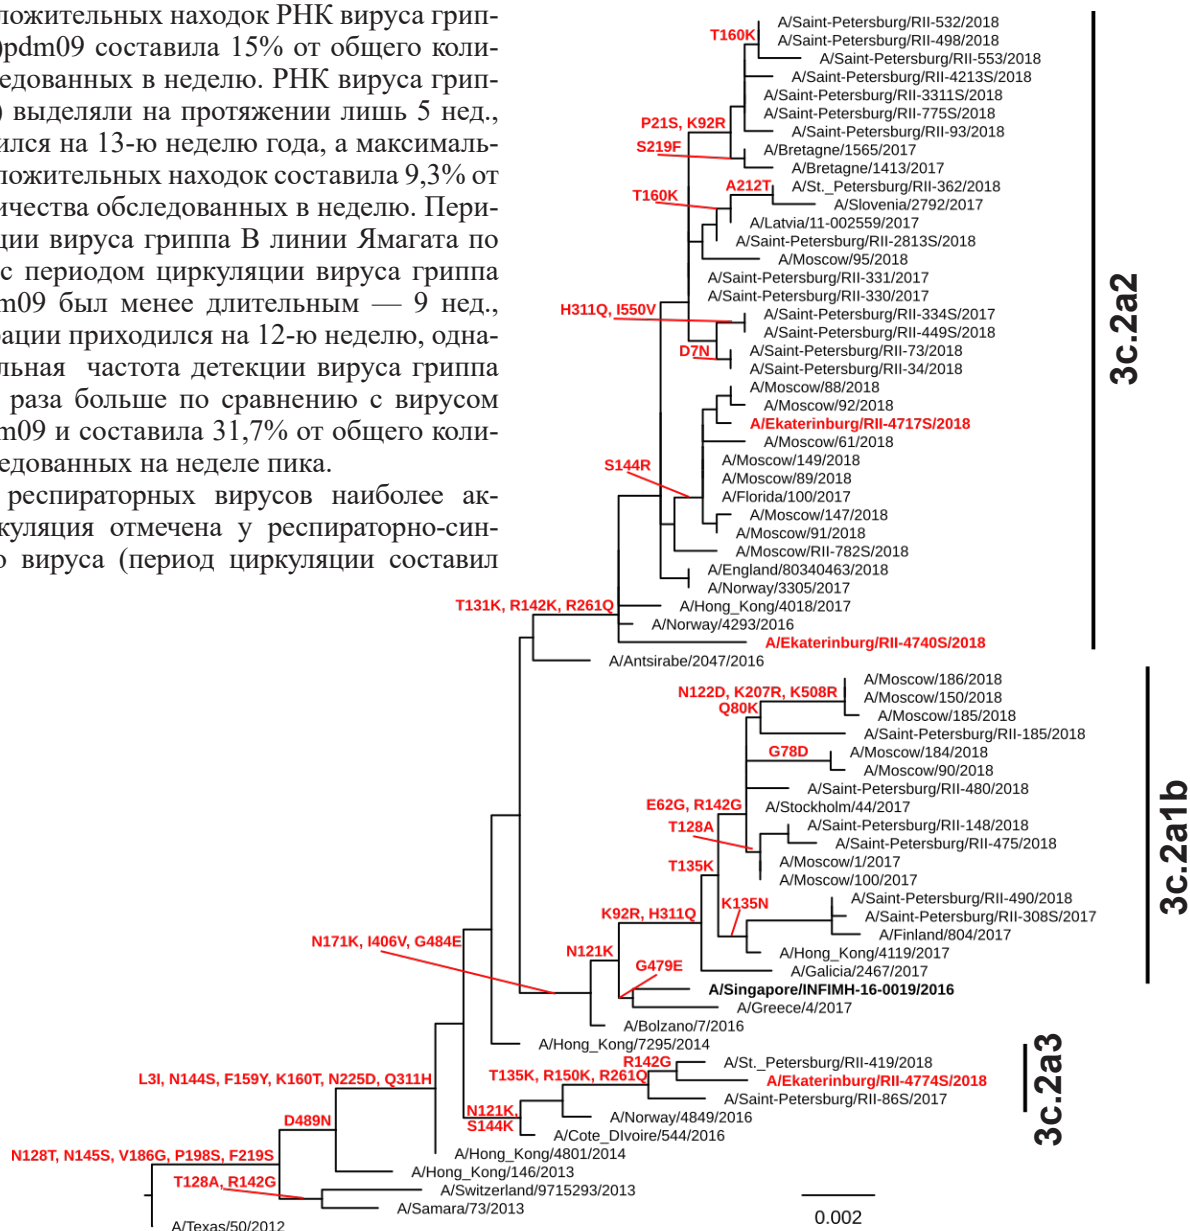 ложительных находок РНК вируса грип-
)pdm09 составила 15% от общего коли-
едованных в неделю. РНК вируса грип-
) выделяли на протяжении лишь 5 нед.,
ился на 13-ю неделю года, а максималь-
ложительных находок составила 9,3% от
ичества обследованных в неделю. Пери-
ции вируса гриппа В линии Ямагата по
с периодом циркуляции вируса гриппа
m09 был менее длительным — 9 нед.,
рации приходился на 12-ю неделю, одна-
льная частота детекции вируса гриппа
раза больше по сравнению с вирусом
m09 и составила 31,7% от общего коли-
едованных на неделе пика.
респираторных вирусов наиболее ак-
куляция отмечена у респираторно-син-
о вируса (период циркуляции составил
A/Saint-Petersburg/RII-532/2018
T160K
A/Saint-Petersburg/RII-498/2018
A/Saint-Petersburg/RII-553/2018
A/Saint-Petersburg/RII-4213S/2018
A/Saint-Petersburg/RII-3311S/2018
A/Saint-Petersburg/RII-775S/2018
P21S, K92R
A/Saint-Petersburg/RII-93/2018
S219F
A/Bretagne/1565/2017
A/Bretagne/1413/2017
A212T
A/St._Petersburg/RII-362/2018
T160K
A/Slovenia/2792/2017
A/Latvia/11-002559/2017
A/Saint-Petersburg/RII-2813S/2018
A/Moscow/95/2018
A/Saint-Petersburg/RII-331/2017
A/Saint-Petersburg/RII-330/2017
H311Q, I550V
A/Saint-Petersburg/RII-334S/2017
A/Saint-Petersburg/RII-449S/2018
D7N
A/Saint-Petersburg/RII-73/2018
A/Saint-Petersburg/RII-34/2018
A/Moscow/88/2018
A/Moscow/92/2018
A/Ekaterinburg/RII-4717S/2018
A/Moscow/61/2018
S144R
A/Moscow/149/2018
A/Moscow/89/2018
A/Florida/100/2017
A/Moscow/147/2018
A/Moscow/91/2018
A/Moscow/RII-782S/2018
A/England/80340463/2018
A/Norway/3305/2017
T131K, R142K, R261Q
A/Hong_Kong/4018/2017
A/Norway/4293/2016
A/Ekaterinburg/RII-4740S/2018
A/Antsirabe/2047/2016
3c.2a2
A/Moscow/186/2018
N122D, K207R, K508R
A/Moscow/150/2018
Q80K
A/Moscow/185/2018
A/Saint-Petersburg/RII-185/2018
G78D
A/Moscow/184/2018
A/Moscow/90/2018
A/Saint-Petersburg/RII-480/2018
E62G, R142G
A/Stockholm/44/2017
T128A
A/Saint-Petersburg/RII-148/2018
A/Saint-Petersburg/RII-475/2018
T135K
A/Moscow/1/2017
A/Moscow/100/2017
K135N
A/Saint-Petersburg/RII-490/2018
K92R, H311Q
A/Saint-Petersburg/RII-308S/2017
A/Finland/804/2017
N171K, I406V, G484E
N121K
A/Hong_Kong/4119/2017
G479E
A/Galicia/2467/2017
A/Singapore/INFIMH-16-0019/2016
A/Greece/4/2017
A/Bolzano/7/2016
A/Hong_Kong/7295/2014
3c.2a1b
R142G
A/St._Petersburg/RII-419/2018
L3I, N144S, F159Y, K160T, N225D, Q311H
T135K, R150K, R261Q
A/Ekaterinburg/RII-4774S/2018
A/Saint-Petersburg/RII-86S/2017
N121K,
S144K
A/Norway/4849/2016
A/Cote_DIvoire/544/2016
3c.2a3
D489N
A/Hong_Kong/4801/2014
N128T, N145S, V186G, P198S, F219S
A/Hong_Kong/146/2013
T128A, R142G
A/Switzerland/9715293/2013
A/Samara/73/2013
A/Texas/50/2012
0.002